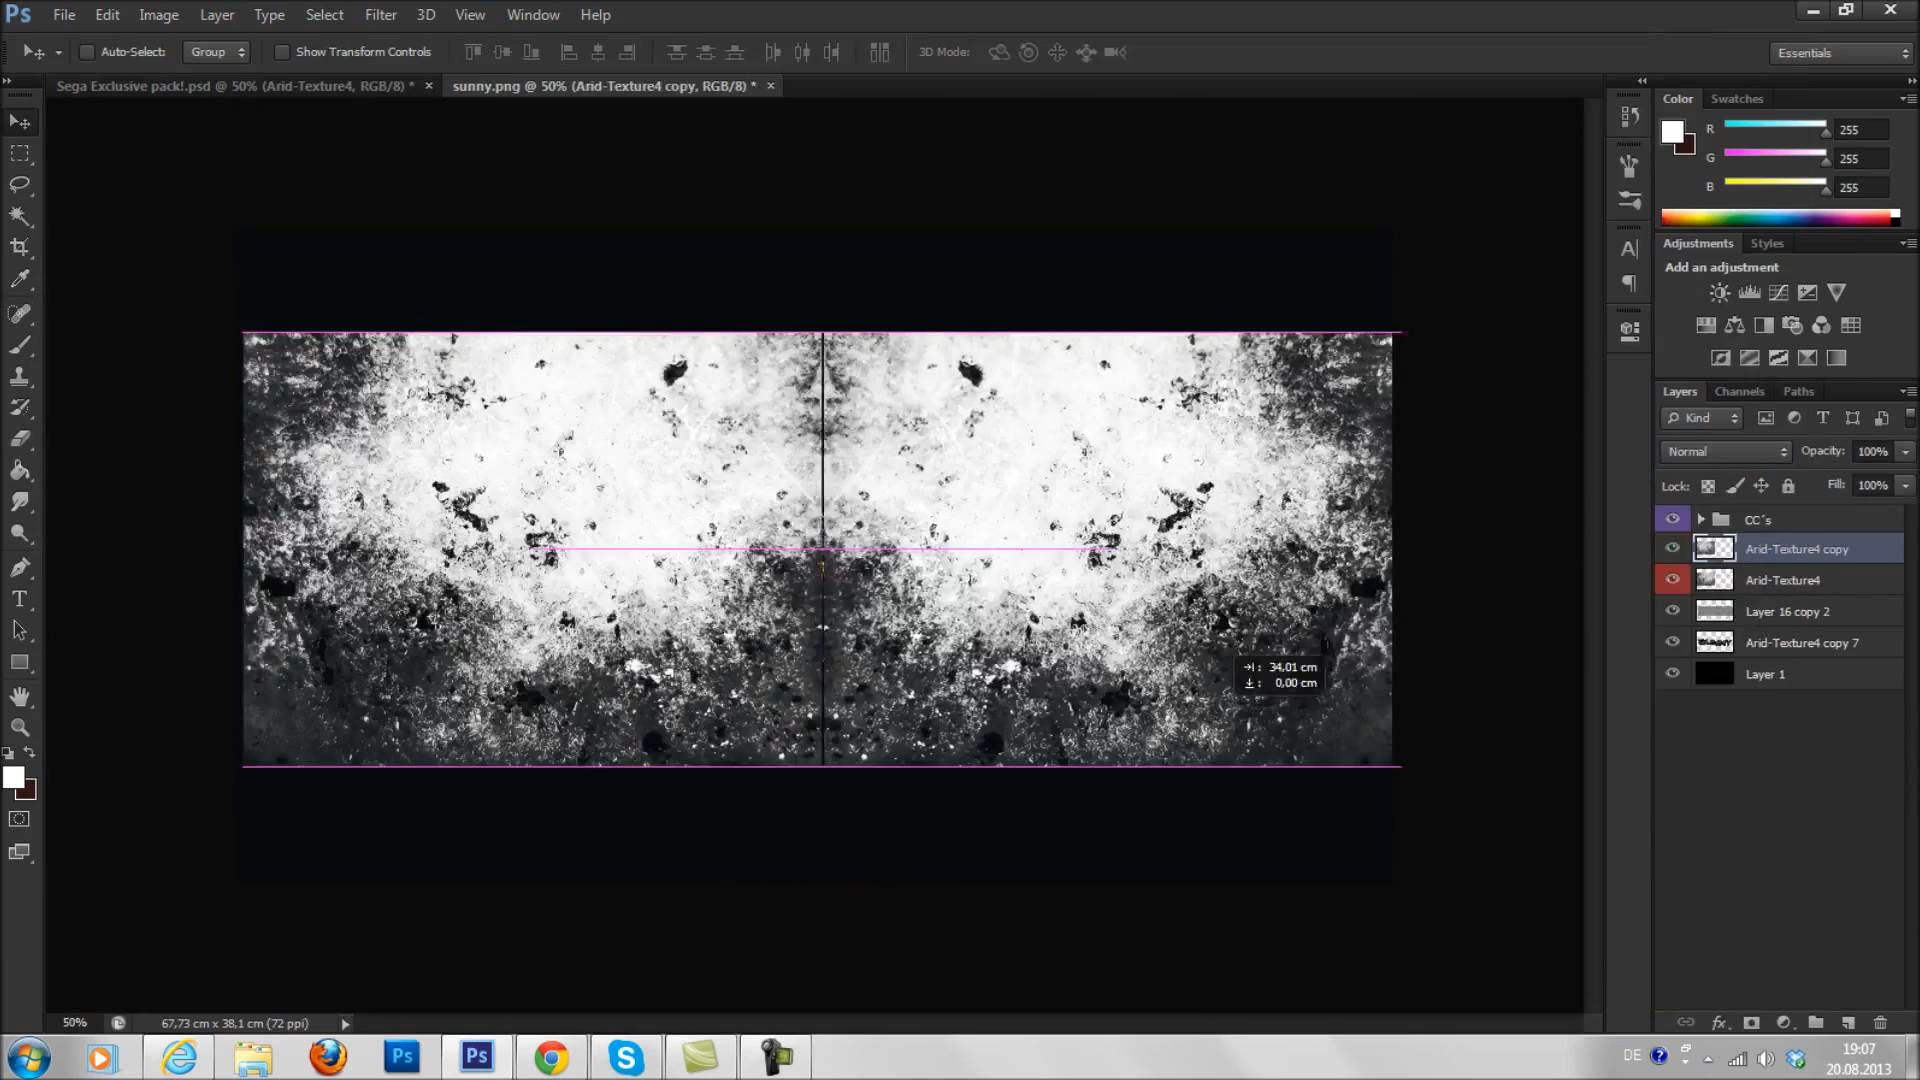 Ps File Edit Image Layer Type Select Filter 3D View Window Help
Auto-Select: Group Show Transform Controls 3D Mode: Essentials
Sega Exclusive pack!.psd @ 50% (Arid-Texture4, RGB/8) * × sunny.png @ 50% (Arid-Texture4 copy, RGB/8) * ×
Color Swatches
R 255
G 255
B 255
Adjustments Styles
Add an adjustment
Layers Channels Paths
Kind
Normal Opacity: 100%
Lock: Fill: 100%
CC´s
Arid-Texture4 copy
Arid-Texture4
Layer 16 copy 2
Arid-Texture4 copy 7
Layer 1
34,01 cm
0,00 cm
50% 67,73 cm x 38,1 cm (72 ppi)
fx
Ps Ps S DE 19:07
20.08.2013